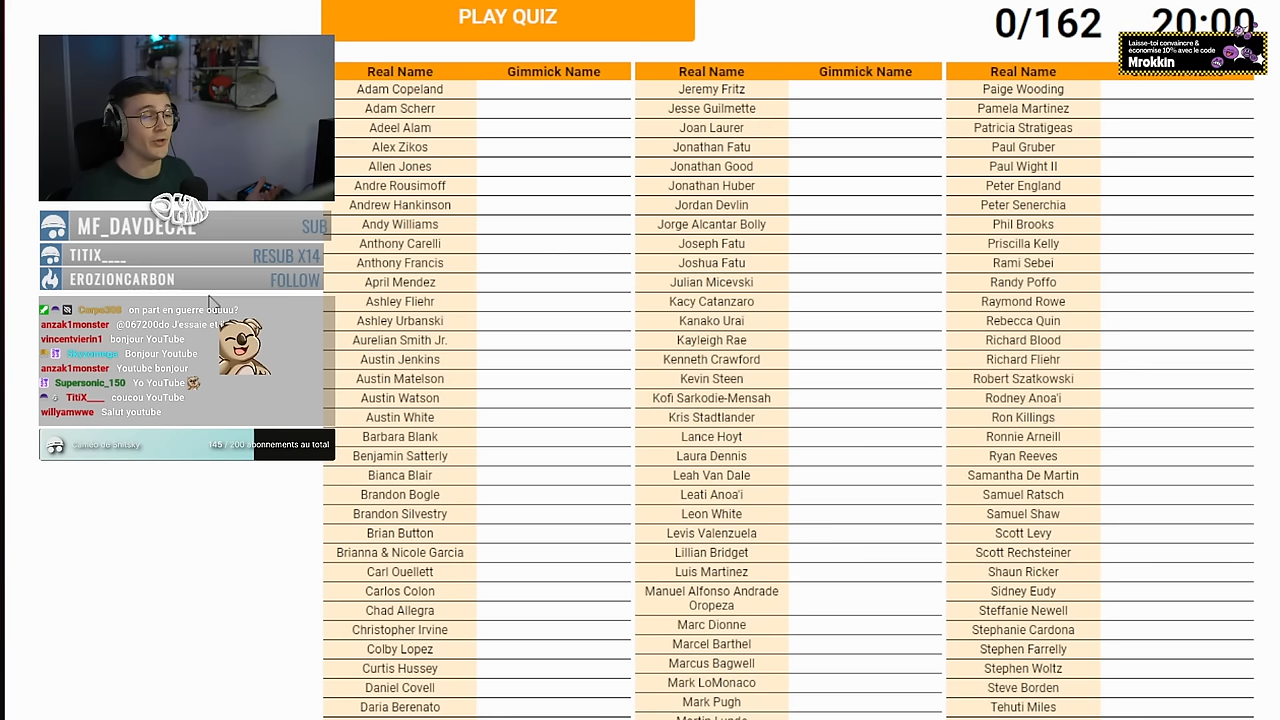 PLAY QUIZ
0/162
20:00
Laisse-toi convaincre &
économise 10% avec le code
Mrokkin
MF_DAVDECAL
SUB
TITIX____
RESUB X14
EROZIONCARBON
FOLLOW
on part en guerre ouuuu?
anzak1monster @067200do J'essaie et
vincentvierin1 bonjour YouTube
Bonjour Youtube
anzak1monster Youtube bonjour
Supersonic_150 Yo YouTube
TitiX____ coucou YouTube
willyamwwe Salut youtube
145 / 200 abonnements au total
Real Name
Gimmick Name
Adam Copeland
Adam Scherr
Adeel Alam
Alex Zikos
Allen Jones
Andre Rousimoff
Andrew Hankinson
Andy Williams
Anthony Carelli
Anthony Francis
April Mendez
Ashley Fliehr
Ashley Urbanski
Aurelian Smith Jr.
Austin Jenkins
Austin Matelson
Austin Watson
Austin White
Barbara Blank
Benjamin Satterly
Bianca Blair
Brandon Bogle
Brandon Silvestry
Brian Button
Brianna & Nicole Garcia
Carl Ouellett
Carlos Colon
Chad Allegra
Christopher Irvine
Colby Lopez
Curtis Hussey
Daniel Covell
Daria Berenato
Real Name
Gimmick Name
Jeremy Fritz
Jesse Guilmette
Joan Laurer
Jonathan Fatu
Jonathan Good
Jonathan Huber
Jordan Devlin
Jorge Alcantar Bolly
Joseph Fatu
Joshua Fatu
Julian Micevski
Kacy Catanzaro
Kanako Urai
Kayleigh Rae
Kenneth Crawford
Kevin Steen
Kofi Sarkodie-Mensah
Kris Stadtlander
Lance Hoyt
Laura Dennis
Leah Van Dale
Leati Anoa'i
Leon White
Levis Valenzuela
Lillian Bridget
Luis Martinez
Manuel Alfonso Andrade
Oropeza
Marc Dionne
Marcel Barthel
Marcus Bagwell
Mark LoMonaco
Mark Pugh
Real Name
Paige Wooding
Pamela Martinez
Patricia Stratigeas
Paul Gruber
Paul Wight II
Peter England
Peter Senerchia
Phil Brooks
Priscilla Kelly
Rami Sebei
Randy Poffo
Raymond Rowe
Rebecca Quin
Richard Blood
Richard Fliehr
Robert Szatkowski
Rodney Anoa'i
Ron Killings
Ronnie Arneill
Ryan Reeves
Samantha De Martin
Samuel Ratsch
Samuel Shaw
Scott Levy
Scott Rechsteiner
Shaun Ricker
Sidney Eudy
Steffanie Newell
Stephanie Cardona
Stephen Farrelly
Stephen Woltz
Steve Borden
Tehuti Miles